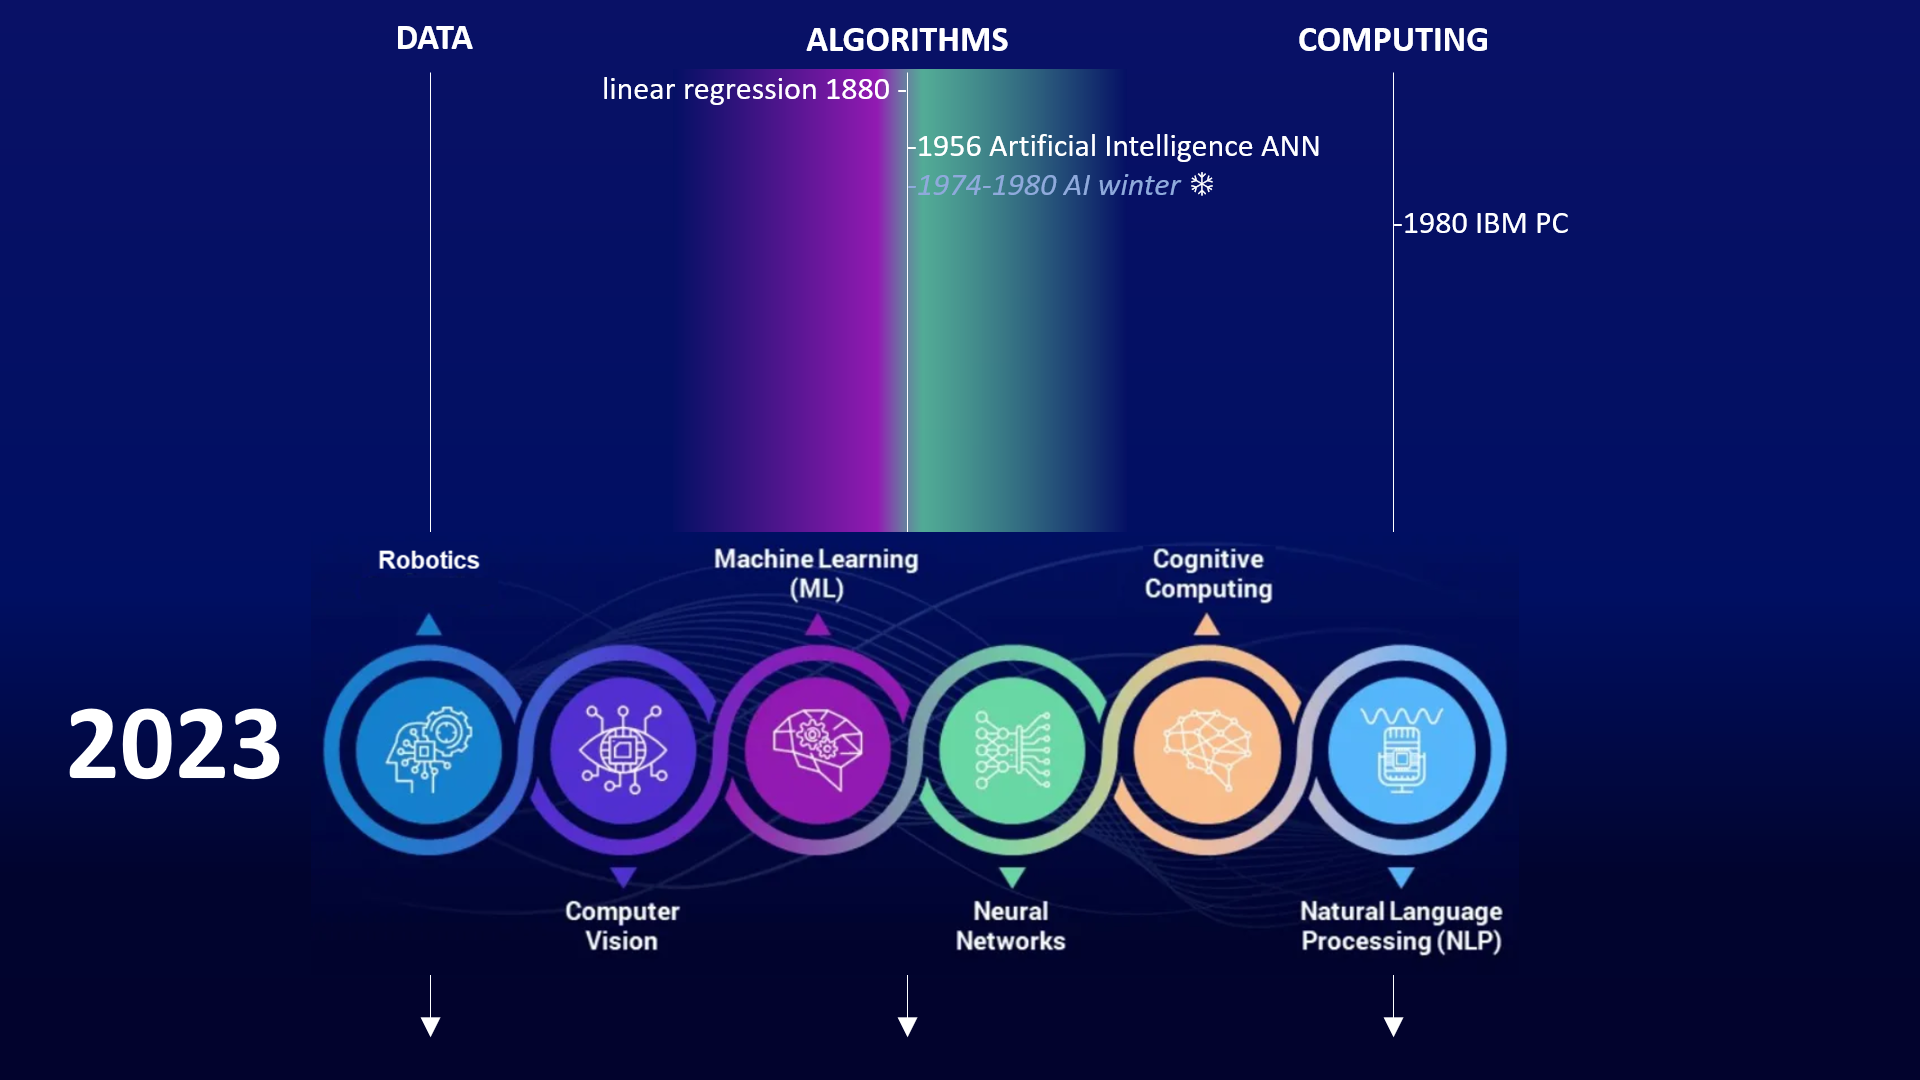 DATA
ALGORITHMS
COMPUTING
linear regression 1880 -
-1956 Artificial Intelligence ANN
-1974-1980 AI winter ❄
-1980 IBM PC
Robotics
Machine Learning
(ML)
Cognitive
Computing
2023
Computer
Vision
Neural
Networks
Natural Language
Processing (NLP)